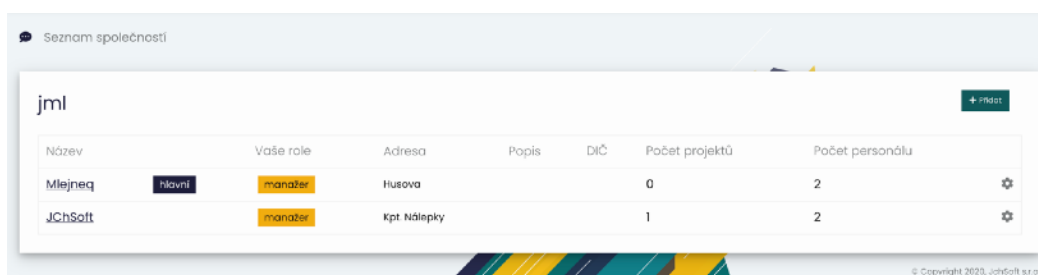 Seznam společností
jml
+ Přidat
Název Vaše role Adresa Popis DIČ Počet projektů Počet personálu
Mlejneq hlavní manažer Husova 0 2
JChSoft manažer Kpt. Nálepky 1 2
© Copyright 2020, JchSoft s.r.o